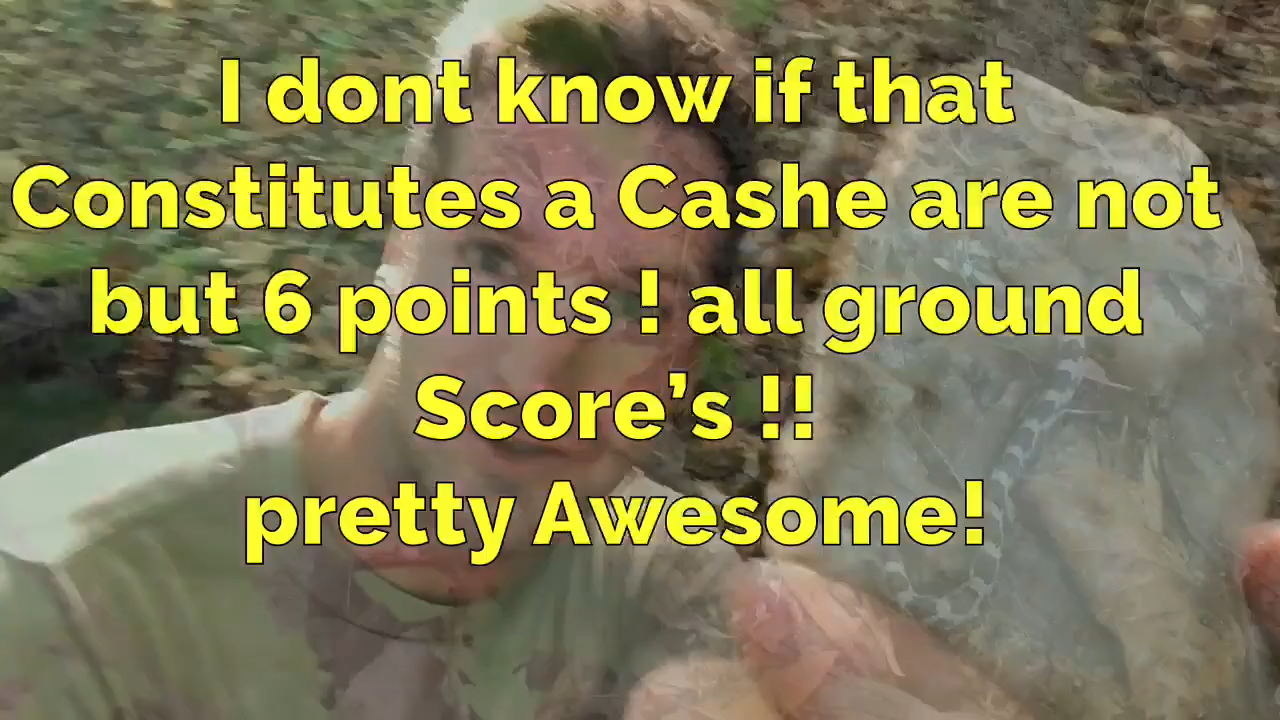 I dont know if that
Constitutes a Cashe are not
but 6 points ! all ground
Score’s !!
pretty Awesome!